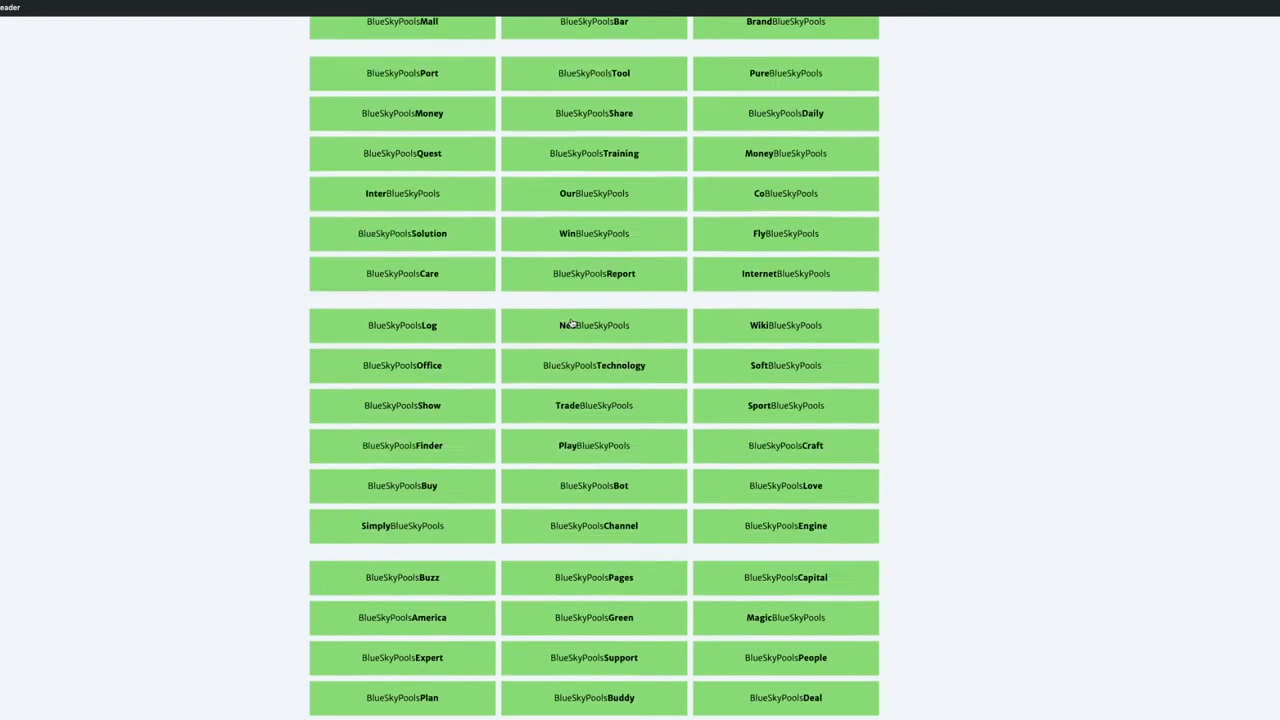 eader
BlueSkyPoolsMall
BlueSkyPoolsBar
BrandBlueSkyPools
BlueSkyPoolsPort
BlueSkyPoolsTool
PureBlueSkyPools
BlueSkyPoolsMoney
BlueSkyPoolsShare
BlueSkyPoolsDaily
BlueSkyPoolsQuest
BlueSkyPoolsTraining
MoneyBlueSkyPools
InterBlueSkyPools
OurBlueSkyPools
CoBlueSkyPools
BlueSkyPoolsSolution
WinBlueSkyPools
FlyBlueSkyPools
BlueSkyPoolsCare
BlueSkyPoolsReport
InternetBlueSkyPools
BlueSkyPoolsLog
BlueSkyPools
WikiBlueSkyPools
BlueSkyPoolsOffice
BlueSkyPoolsTechnology
SoftBlueSkyPools
BlueSkyPoolsShow
TradeBlueSkyPools
SportBlueSkyPools
BlueSkyPoolsFinder
PlayBlueSkyPools
BlueSkyPoolsCraft
BlueSkyPoolsBuy
BlueSkyPoolsBot
BlueSkyPoolsLove
SimplyBlueSkyPools
BlueSkyPoolsChannel
BlueSkyPoolsEngine
BlueSkyPoolsBuzz
BlueSkyPoolsPages
BlueSkyPoolsCapital
BlueSkyPoolsAmerica
BlueSkyPoolsGreen
MagicBlueSkyPools
BlueSkyPoolsExpert
BlueSkyPoolsSupport
BlueSkyPoolsPeople
BlueSkyPoolsPlan
BlueSkyPoolsBuddy
BlueSkyPoolsDeal